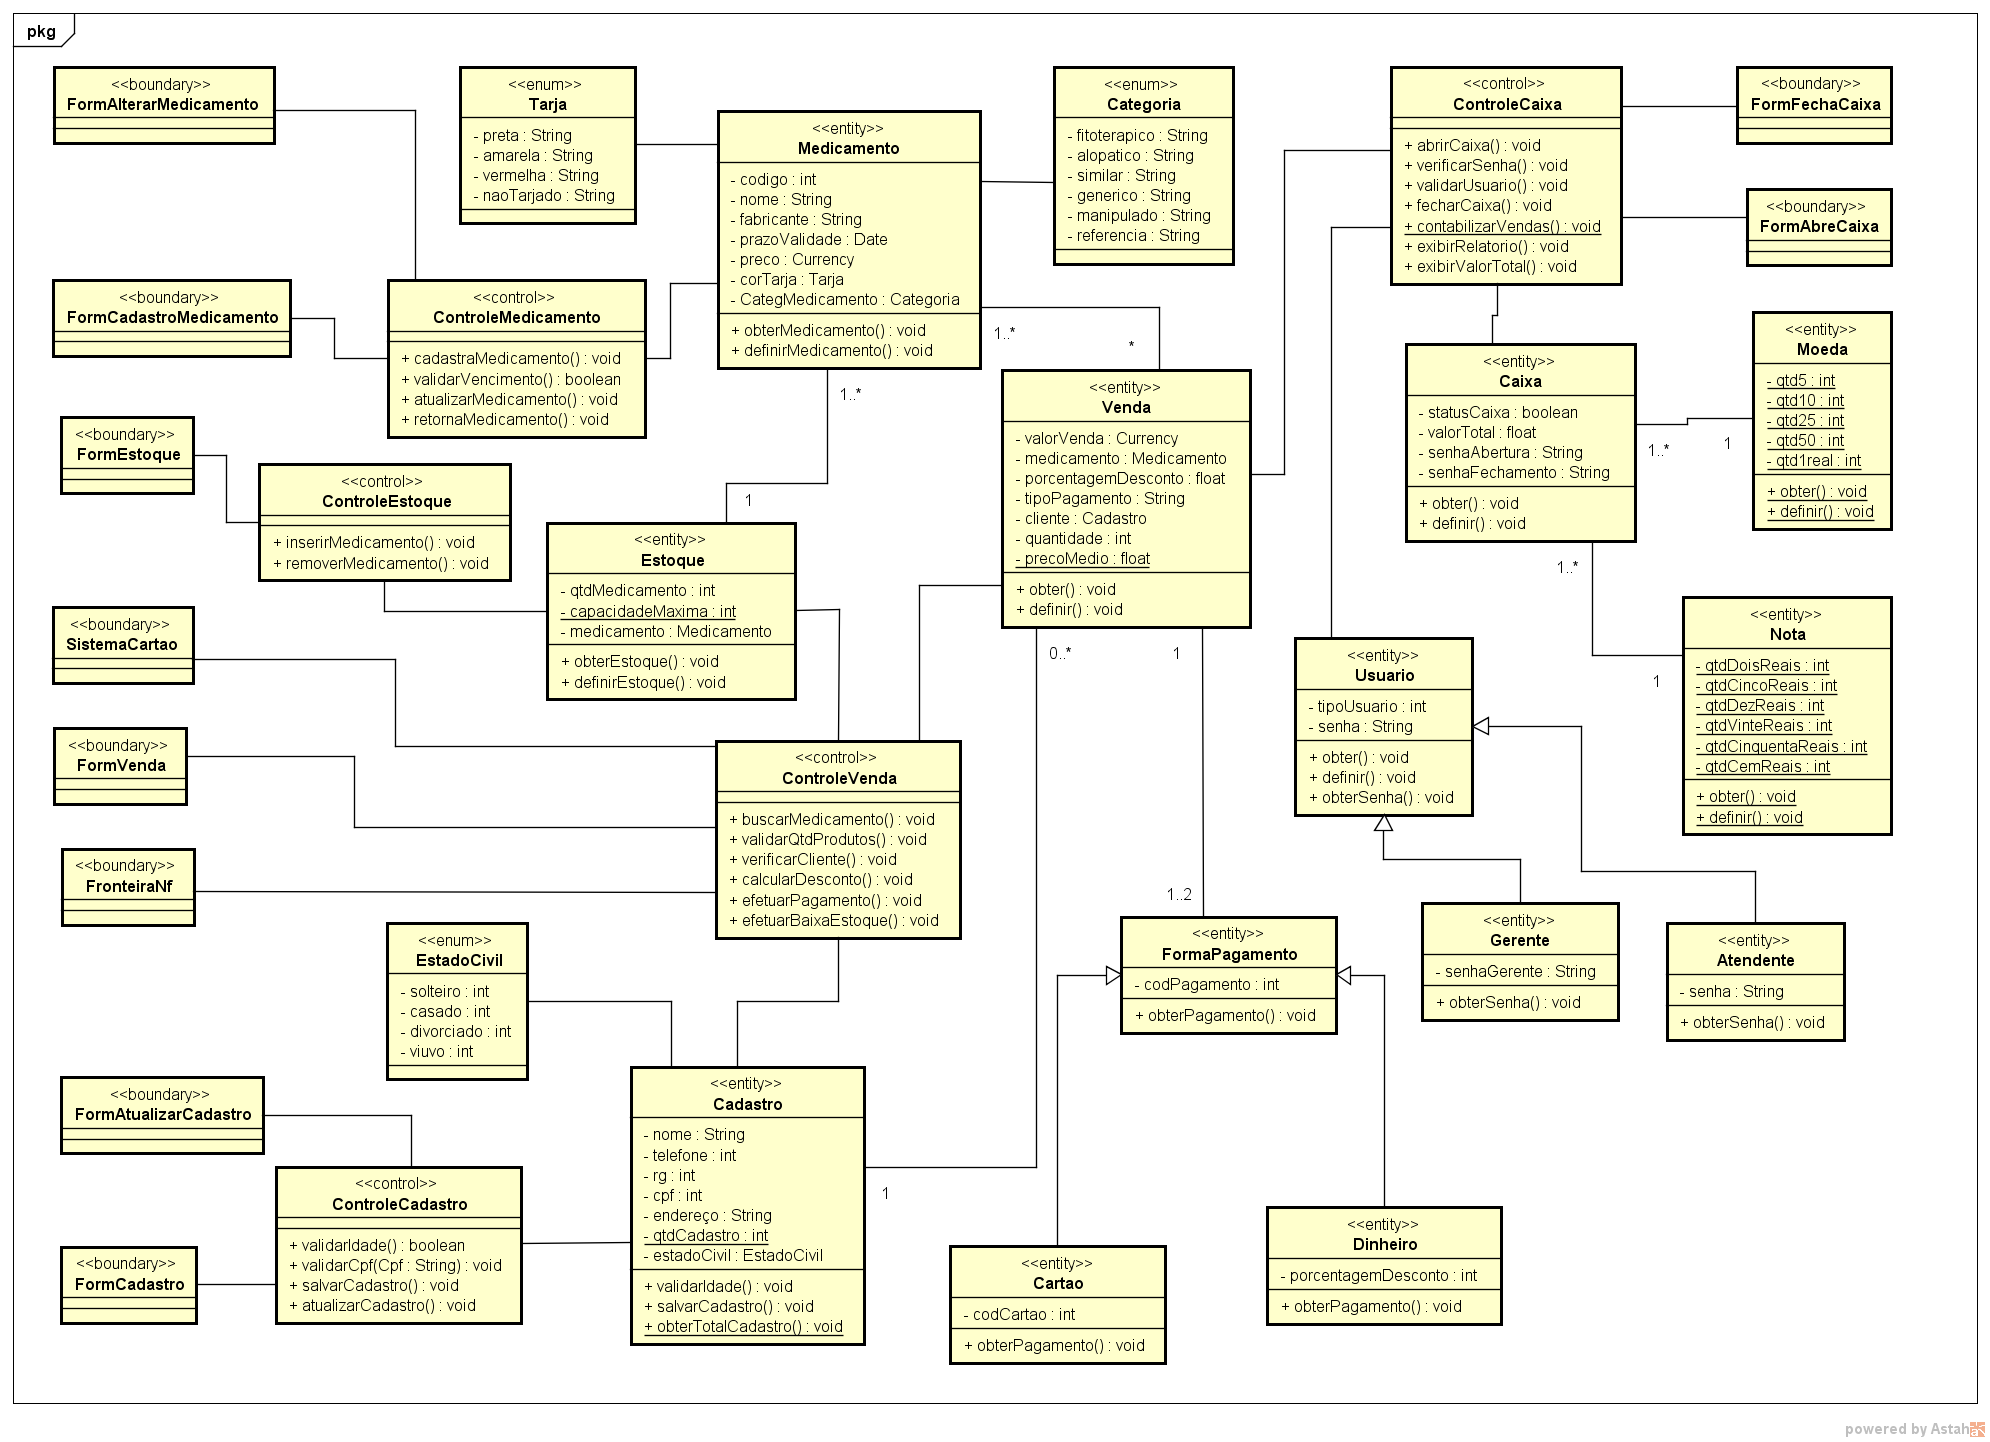 pkg
<<boundary>>
FormAlterarMedicamento
<<enum>>
Tarja
- preta : String
- amarela : String
- vermelha : String
- naoTarjado : String
<<entity>>
Medicamento
- codigo : int
- nome : String
- fabricante : String
- prazoValidade : Date
- preco : Currency
- corTarja : Tarja
- CategMedicamento : Categoria
+ obterMedicamento() : void
+ definirMedicamento() : void
<<enum>>
Categoria
- fitoterapico : String
- alopatico : String
- similar : String
- generico : String
- manipulado : String
- referencia : String
<<control>>
ControleCaixa
+ abrirCaixa() : void
+ verificarSenha() : void
+ validarUsuario() : void
+ fecharCaixa() : void
+ contabilizarVendas() : void
+ exibirRelatorio() : void
+ exibirValorTotal() : void
<<boundary>>
FormFechaCaixa
<<boundary>>
FormAbreCaixa
<<boundary>>
FormCadastroMedicamento
<<control>>
ControleMedicamento
+ cadastraMedicamento() : void
+ validarVencimento() : boolean
+ atualizarMedicamento() : void
+ retornaMedicamento() : void
1..*
*
1..*
<<entity>>
Venda
- valorVenda : Currency
- medicamento : Medicamento
- porcentagemDesconto : float
- tipoPagamento : String
- cliente : Cadastro
- quantidade : int
- precoMedio : float
+ obter() : void
+ definir() : void
<<entity>>
Caixa
- statusCaixa : boolean
- valorTotal : float
- senhaAbertura : String
- senhaFechamento : String
+ obter() : void
+ definir() : void
1..*
1
<<entity>>
Moeda
- qtd5 : int
- qtd10 : int
- qtd25 : int
- qtd50 : int
- qtd1real : int
+ obter() : void
+ definir() : void
<<boundary>>
FormEstoque
<<control>>
ControleEstoque
+ inserirMedicamento() : void
+ removerMedicamento() : void
1
<<entity>>
Estoque
- qtdMedicamento : int
- capacidadeMaxima : int
- medicamento : Medicamento
+ obterEstoque() : void
+ definirEstoque() : void
1..*
1
<<entity>>
Nota
- qtdDoisReais : int
- qtdCincoReais : int
- qtdDezReais : int
- qtdVinteReais : int
- qtdCinquentaReais : int
- qtdCemReais : int
+ obter() : void
+ definir() : void
<<boundary>>
SistemaCartao
0..*
1
<<entity>>
Usuario
- tipoUsuario : int
- senha : String
+ obter() : void
+ definir() : void
+ obterSenha() : void
<<boundary>>
FormVenda
<<control>>
ControleVenda
+ buscarMedicamento() : void
+ validarQtdProdutos() : void
+ verificarCliente() : void
+ calcularDesconto() : void
+ efetuarPagamento() : void
+ efetuarBaixaEstoque() : void
<<boundary>>
FronteiraNf
1..2
<<entity>>
FormaPagamento
- codPagamento : int
+ obterPagamento() : void
<<entity>>
Gerente
- senhaGerente : String
+ obterSenha() : void
<<entity>>
Atendente
- senha : String
+ obterSenha() : void
<<enum>>
EstadoCivil
- solteiro : int
- casado : int
- divorciado : int
- viuvo : int
<<boundary>>
FormAtualizarCadastro
<<entity>>
Cadastro
- nome : String
- telefone : int
- rg : int
- cpf : int
- endereço : String
- qtdCadastro : int
- estadoCivil : EstadoCivil
+ validarIdade() : void
+ salvarCadastro() : void
+ obterTotalCadastro() : void
1
<<control>>
ControleCadastro
+ validarIdade() : boolean
+ validarCpf(Cpf : String) : void
+ salvarCadastro() : void
+ atualizarCadastro() : void
<<boundary>>
FormCadastro
<<entity>>
Cartao
- codCartao : int
+ obterPagamento() : void
<<entity>>
Dinheiro
- porcentagemDesconto : int
+ obterPagamento() : void
powered by Astah